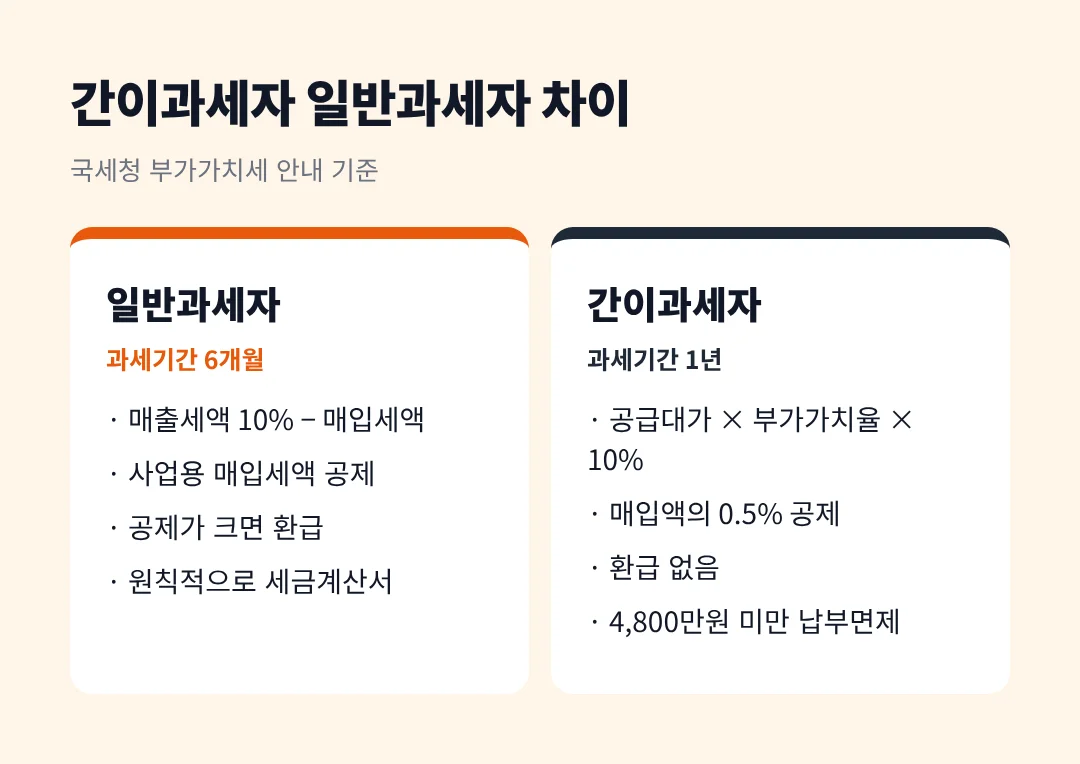 간이과세자 일반과세자 차이
국세청 부가가치세 안내 기준
일반과세자
과세기간 6개월
· 매출세액 10% − 매입세액
· 사업용 매입세액 공제
· 공제가 크면 환급
· 원칙적으로 세금계산서
간이과세자
과세기간 1년
· 공급대가 × 부가가치율 ×
10%
· 매입액의 0.5% 공제
· 환급 없음
· 4,800만원 미만 납부면제